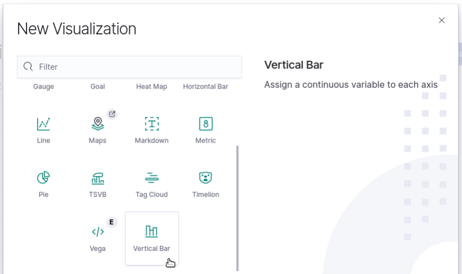 New Visualization
Filter
Gauge Goal Heat Map Horizontal Bar
Line Maps Markdown Metric
Pie TSVB Tag Cloud Timelion
E
Vega Vertical Bar
Vertical Bar
Assign a continuous variable to each axis